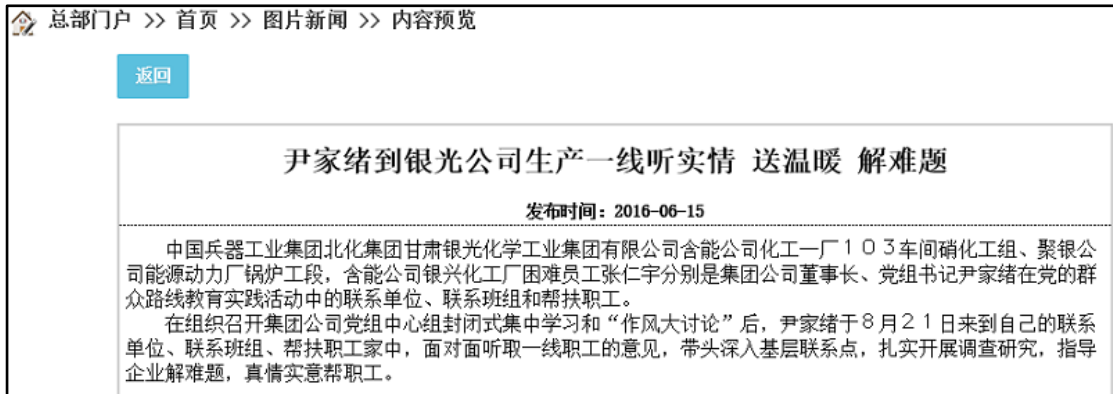 总部门户 >> 首页 >> 图片新闻 >> 内容预览
返回
尹家绪到银光公司生产一线听实情 送温暖 解难题
发布时间：2016-06-15
中国兵器工业集团北化集团甘肃银光化学工业集团有限公司含能公司化工一厂１０３车间硝化工组、聚银公
司能源动力厂锅炉工段，含能公司银兴化工厂困难员工张仁宇分别是集团公司董事长、党组书记尹家绪在党的群
众路线教育实践活动中的联系单位、联系班组和帮扶职工。
在组织召开集团公司党组中心组封闭式集中学习和“作风大讨论”后，尹家绪于８月２１日来到自己的联系
单位、联系班组、帮扶职工家中，面对面听取一线职工的意见，带头深入基层联系点，扎实开展调查研究，指导
企业解难题，真情实意帮职工。